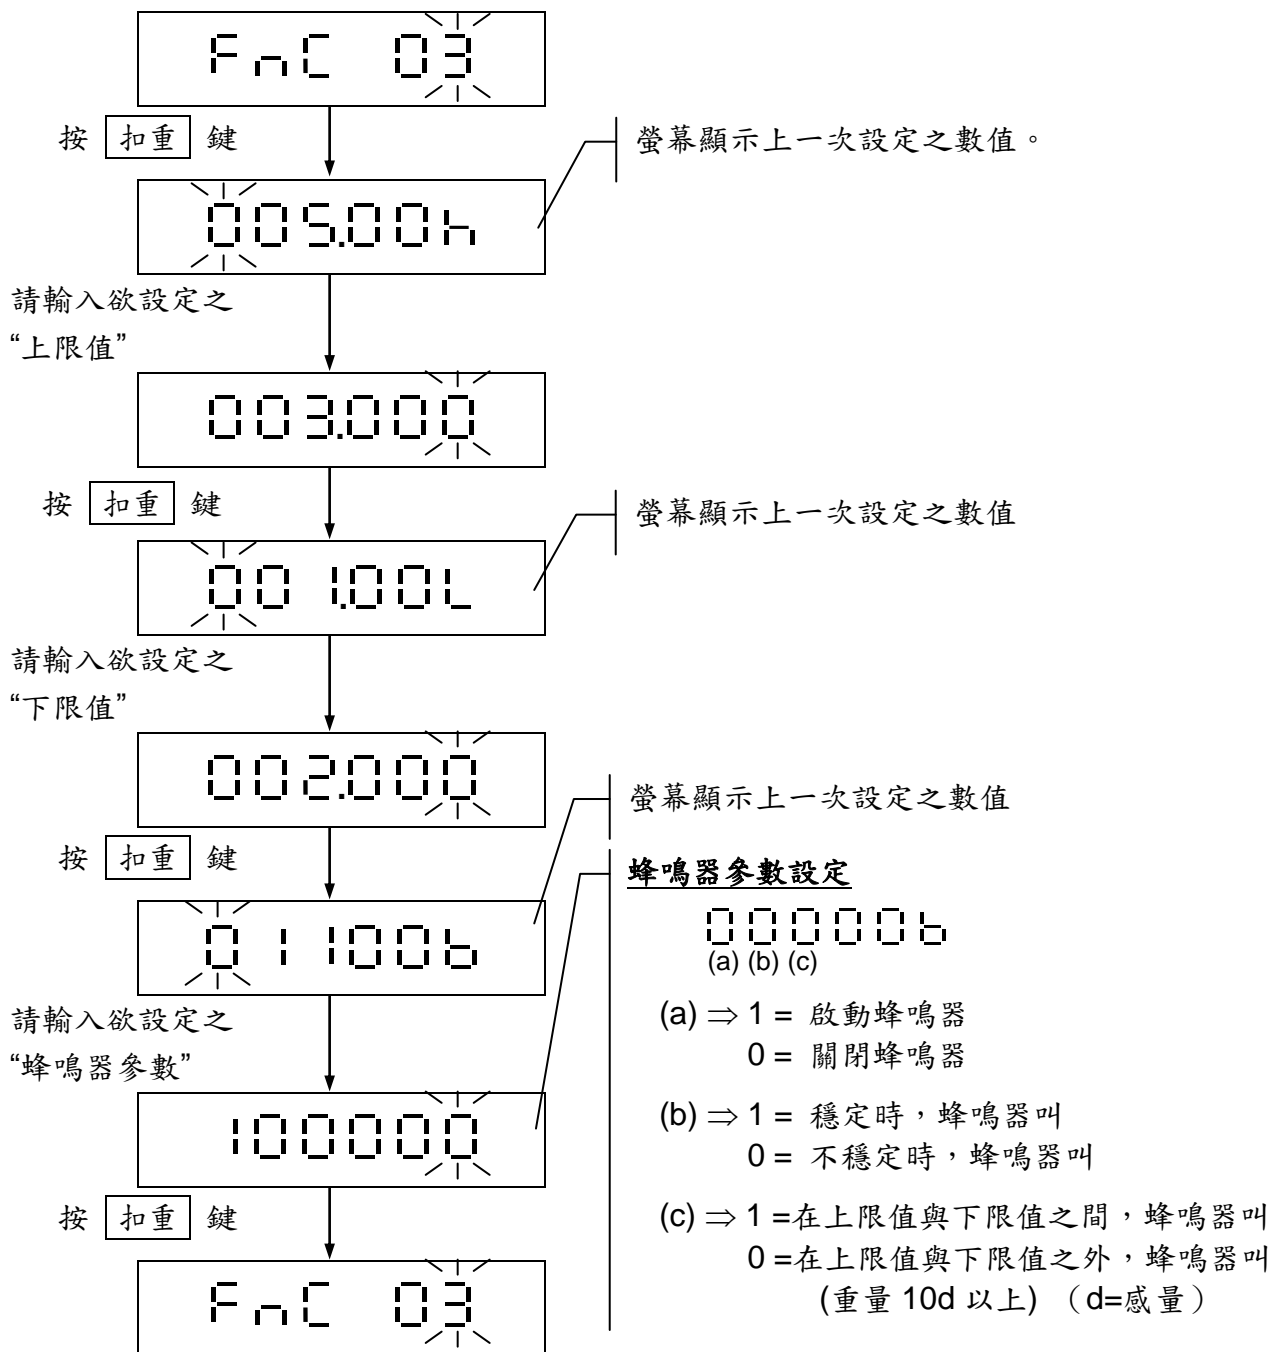 FnC 03
按 扣重 鍵
螢幕顯示上一次設定之數值。
005.00h
請輸入欲設定之
“上限值”
003.000
按 扣重 鍵
螢幕顯示上一次設定之數值
001.00L
請輸入欲設定之
“下限值”
002.000
螢幕顯示上一次設定之數值
按 扣重 鍵
01100b
請輸入欲設定之
“蜂鳴器參數”
100000
按 扣重 鍵
FnC 03
蜂鳴器參數設定
00000b
(a) (b) (c)
(a) ⇒ 1 = 啟動蜂鳴器
0 = 關閉蜂鳴器
(b) ⇒ 1 = 穩定時，蜂鳴器叫
0 = 不穩定時，蜂鳴器叫
(c) ⇒ 1 =在上限值與下限值之間，蜂鳴器叫
0 =在上限值與下限值之外，蜂鳴器叫
(重量 10d 以上) （d=感量）